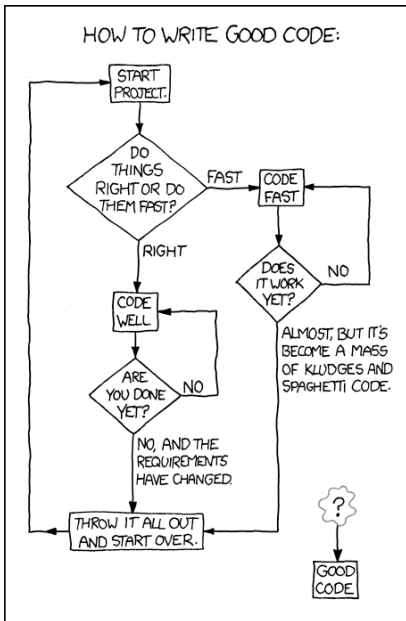 HOW TO WRITE GOOD CODE:
START
PROJECT.
DO
THINGS
RIGHT OR DO
THEM FAST?
FAST
CODE
FAST
RIGHT
DOES
IT WORK
YET?
NO
CODE
WELL
ALMOST, BUT IT'S
BECOME A MASS
OF KLUDGES AND
SPAGHETTI CODE.
ARE
YOU DONE
YET?
NO
NO, AND THE
REQUIREMENTS
HAVE CHANGED.
THROW IT ALL OUT
AND START OVER.
?
GOOD
CODE